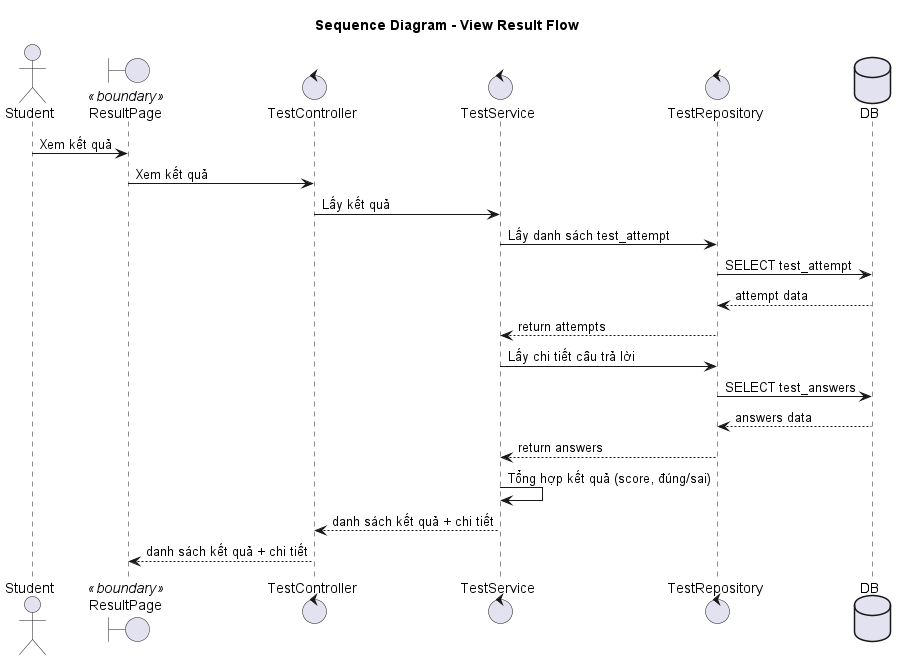 Sequence Diagram - View Result Flow
Student
«boundary»
ResultPage
TestController
TestService
TestRepository
DB
Xem kết quả
Xem kết quả
Lấy kết quả
Lấy danh sách test_attempt
SELECT test_attempt
attempt data
return attempts
Lấy chi tiết câu trả lời
SELECT test_answers
answers data
return answers
Tổng hợp kết quả (score, đúng/sai)
danh sách kết quả + chi tiết
danh sách kết quả + chi tiết
Student
«boundary»
ResultPage
TestController
TestService
TestRepository
DB